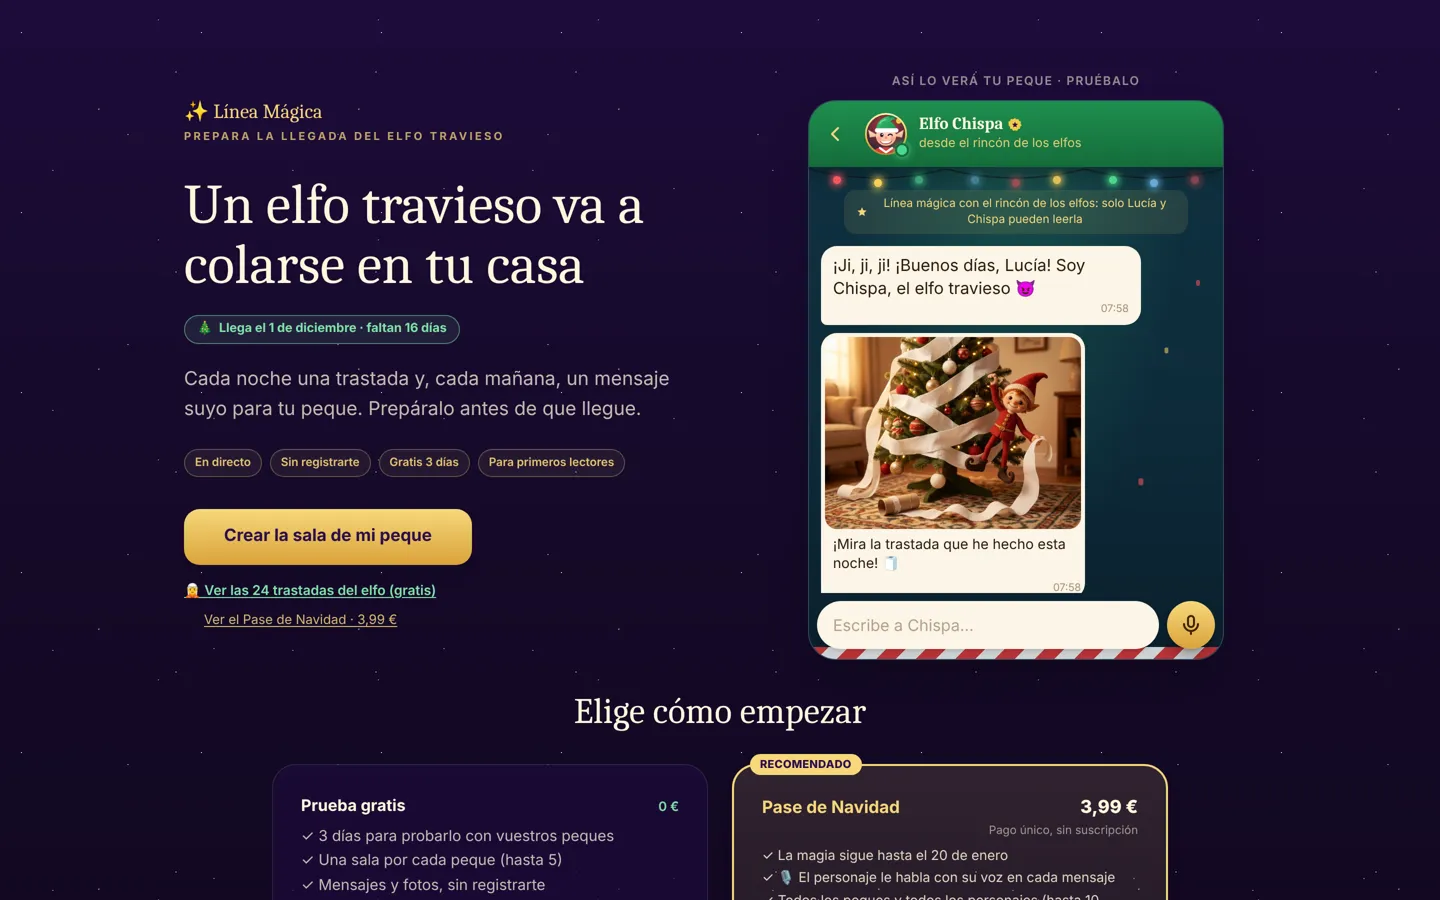 ✨ Línea Mágica
PREPARA LA LLEGADA DEL ELFO TRAVIESO
Un elfo travieso va a
colarse en tu casa
🎄 Llega el 1 de diciembre · faltan 16 días
Cada noche una trastada y, cada mañana, un mensaje
suyo para tu peque. Prepáralo antes de que llegue.
En directo
Sin registrarte
Gratis 3 días
Para primeros lectores
Crear la sala de mi peque
Ver las 24 trastadas del elfo (gratis)
Ver el Pase de Navidad · 3,99 €
ASÍ LO VERÁ TU PEQUE · PRUÉBALO
Elfo Chispa
desde el rincón de los elfos
Línea mágica con el rincón de los elfos: solo Lucía y
Chispa pueden leerla
¡Ji, ji, ji! ¡Buenos días, Lucía! Soy
Chispa, el elfo travieso 😈
07:58
¡Mira la trastada que he hecho esta
noche! 🧻
07:58
Escribe a Chispa...
Elige cómo empezar
Prueba gratis
0 €
✓ 3 días para probarlo con vuestros peques
✓ Una sala por cada peque (hasta 5)
✓ Mensajes y fotos, sin registrarte
RECOMENDADO
Pase de Navidad
3,99 €
Pago único, sin suscripción
✓ La magia sigue hasta el 20 de enero
✓ 🎙️ El personaje le habla con su voz en cada mensaje
✓ Todos los peques y todos los personajes (hasta 10